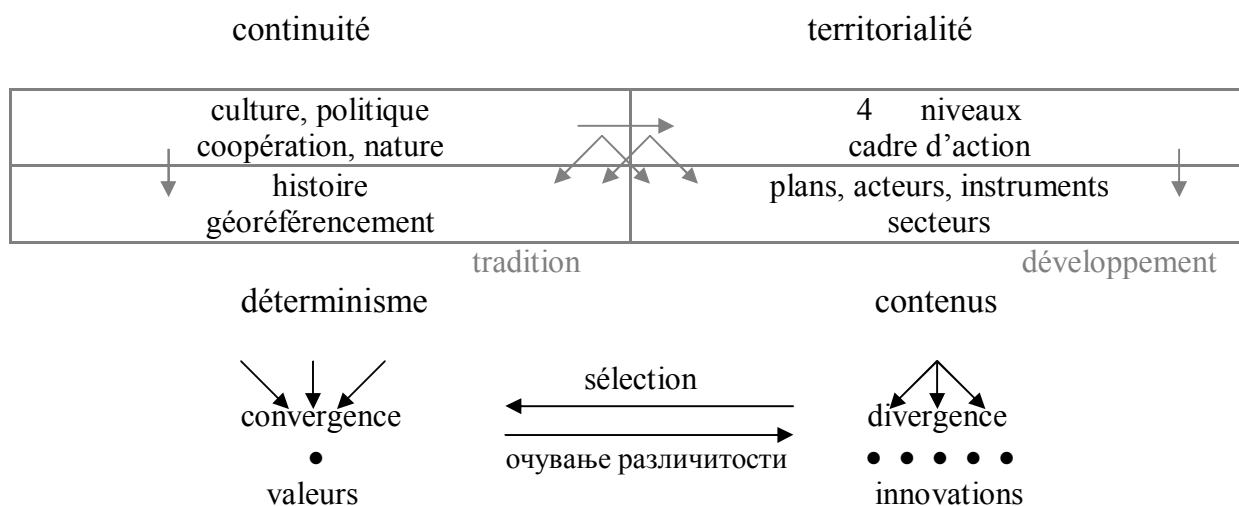 continuité territorialité
culture, politique 4 niveaux
coopération, nature cadre d’action
histoire plans, acteurs, instruments
géoréférencement secteurs
tradition développement
déterminisme contenus
sélection
convergence divergence
очување различитости
valeurs innovations